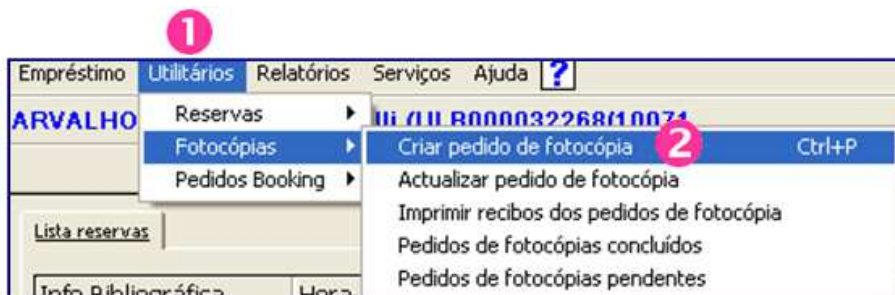 1
Empréstimo Utilitários Relatórios Serviços Ajuda ?
ARVALHO
Reservas
Fotocópias
Criar pedido de fotocópia 2 Ctrl+P
Pedidos Booking
Actualizar pedido de fotocópia
Imprimir recibos dos pedidos de fotocópia
Lista reservas
Pedidos de fotocópias concluídos
Pedidos de fotocópias pendentes
Info Bibliográfica Hora